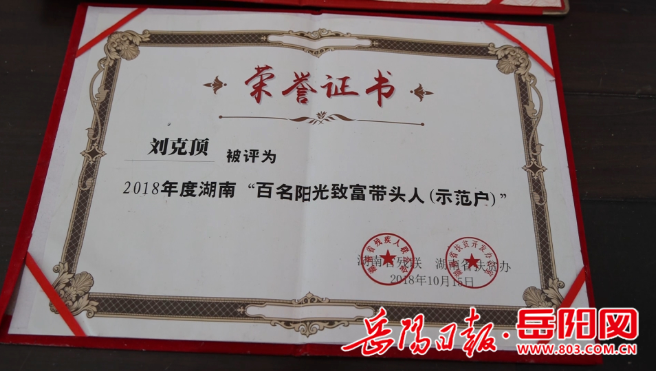 荣誉证书
刘克顶 被评为
2018年度湖南“百名阳光致富带头人(示范户)”
湖南省残联 湖南省扶贫办
2018年10月15日
岳阳日报 岳阳网
www.803.com.cn